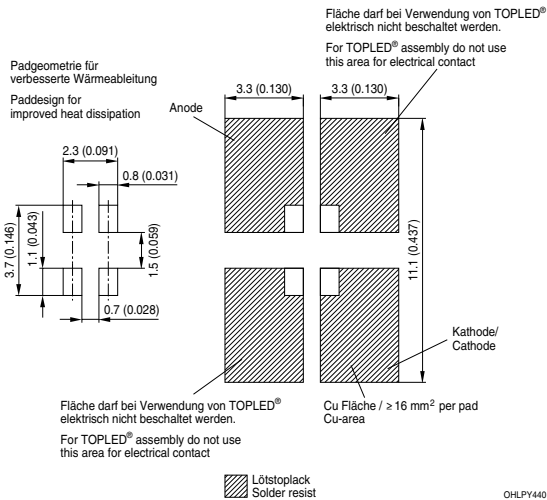 Fläche darf bei Verwendung von TOPLED®
elektrisch nicht beschaltet werden.
For TOPLED® assembly do not use
this area for electrical contact
Padgeometrie für
verbesserte Wärmeableitung
Paddesign for
improved heat dissipation
Anode
3.3 (0.130)
3.3 (0.130)
2.3 (0.091)
0.8 (0.031)
3.7 (0.146)
1.1 (0.043)
1.5 (0.059)
0.7 (0.028)
11.1 (0.437)
Kathode/
Cathode
Fläche darf bei Verwendung von TOPLED®
elektrisch nicht beschaltet werden.
For TOPLED® assembly do not use
this area for electrical contact
Cu Fläche / ≥ 16 mm² per pad
Cu-area
Lötstoplack
Solder resist
OHLPY440